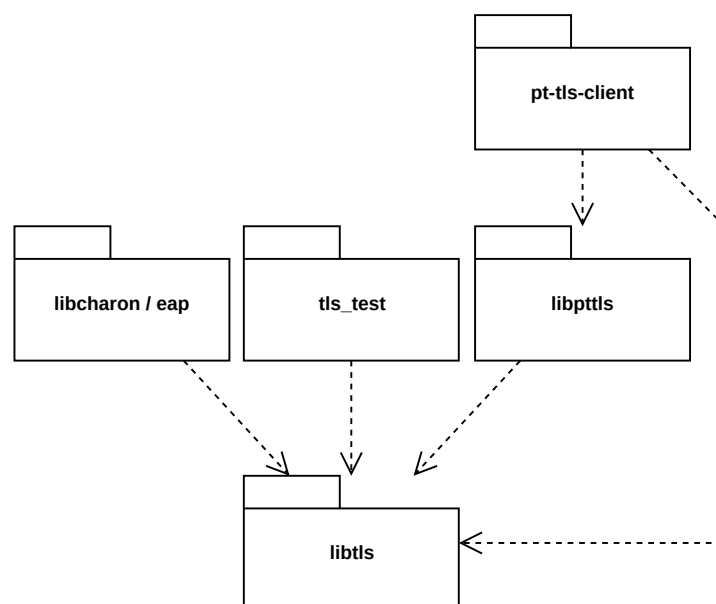 pt-tls-client
libcharon / eap
tls_test
libpttls
libtls